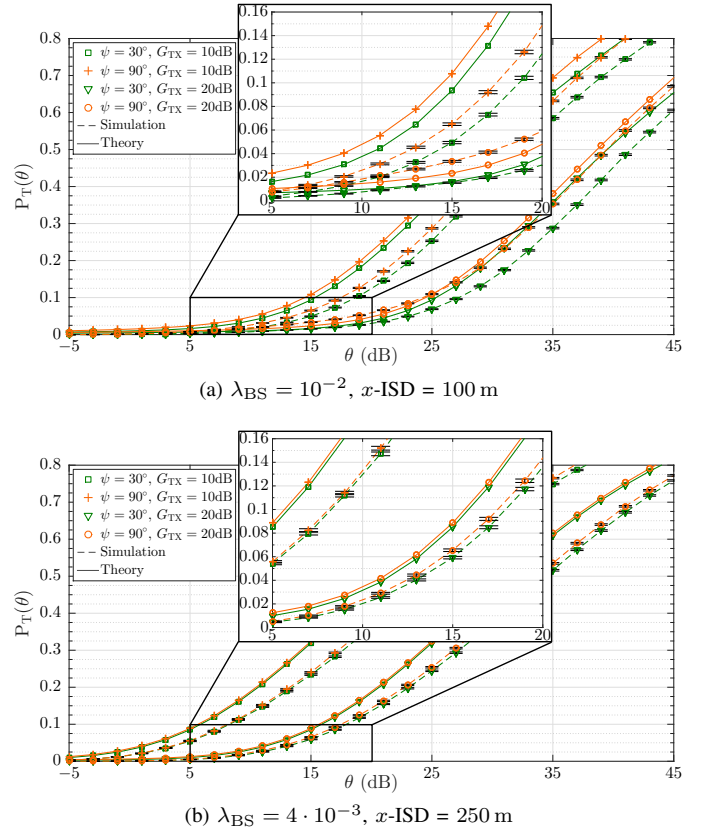 0.8
0.7
0.6
0.5
0.4
0.3
0.2
0.1
0
P_T(θ)
ψ = 30°, G_TX = 10dB
ψ = 90°, G_TX = 10dB
ψ = 30°, G_TX = 20dB
ψ = 90°, G_TX = 20dB
Simulation
Theory
0.16
0.14
0.12
0.1
0.08
0.06
0.04
0.02
0
5 10 15 20
−5 5 15 25 35 45
θ (dB)
(a) λ_BS = 10⁻², x-ISD = 100 m
0.8
0.7
0.6
0.5
0.4
0.3
0.2
0.1
0
P_T(θ)
ψ = 30°, G_TX = 10dB
ψ = 90°, G_TX = 10dB
ψ = 30°, G_TX = 20dB
ψ = 90°, G_TX = 20dB
Simulation
Theory
0.16
0.14
0.12
0.1
0.08
0.06
0.04
0.02
0
5 10 15 20
−5 5 15 25 35 45
θ (dB)
(b) λ_BS = 4 · 10⁻³, x-ISD = 250 m